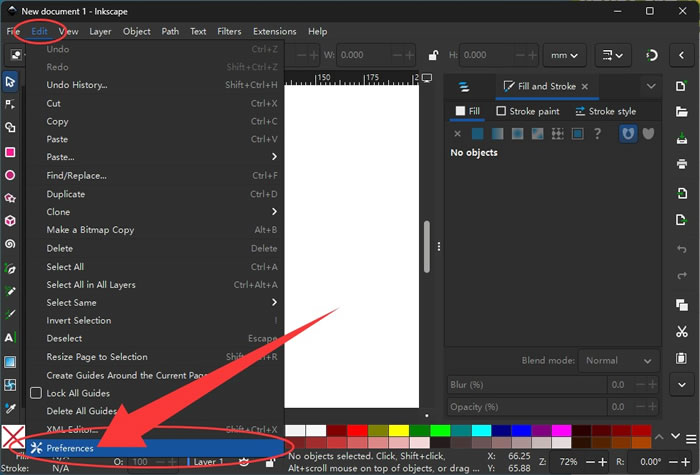 New document 1 - Inkscape
File Edit View Layer Object Path Text Filters Extensions Help
W: 0.000 H: 0.000 mm
Undo Ctrl+Z
Redo Shift+Ctrl+Z
Undo History... Shift+Ctrl+H
Cut Ctrl+X
Copy Ctrl+C
Paste Ctrl+V
Paste...
Find/Replace... Ctrl+F
Duplicate Ctrl+D
Clone
Make a Bitmap Copy Alt+B
Delete Delete
Select All Ctrl+A
Select All in All Layers Ctrl+Alt+A
Select Same
Invert Selection !
Deselect Escape
Resize Page to Selection Shift+Ctrl+R
Create Guides Around the Current Page
Lock All Guides
Delete All Guides
XML Editor... Shift+Ctrl+X
Preferences
150 175 2
Fill and Stroke
Fill Stroke paint Stroke style
?
No objects
Blend mode: Normal
Blur (%) 0.0
Opacity (%) 0.0
Fill: N/A
Stroke: N/A
O: 100
Layer 1
No objects selected. Click, Shift+click,
Alt+scroll mouse on top of objects, or drag ...
X: 66.25
Y: 65.88
Z: 72%
R: 0.00°